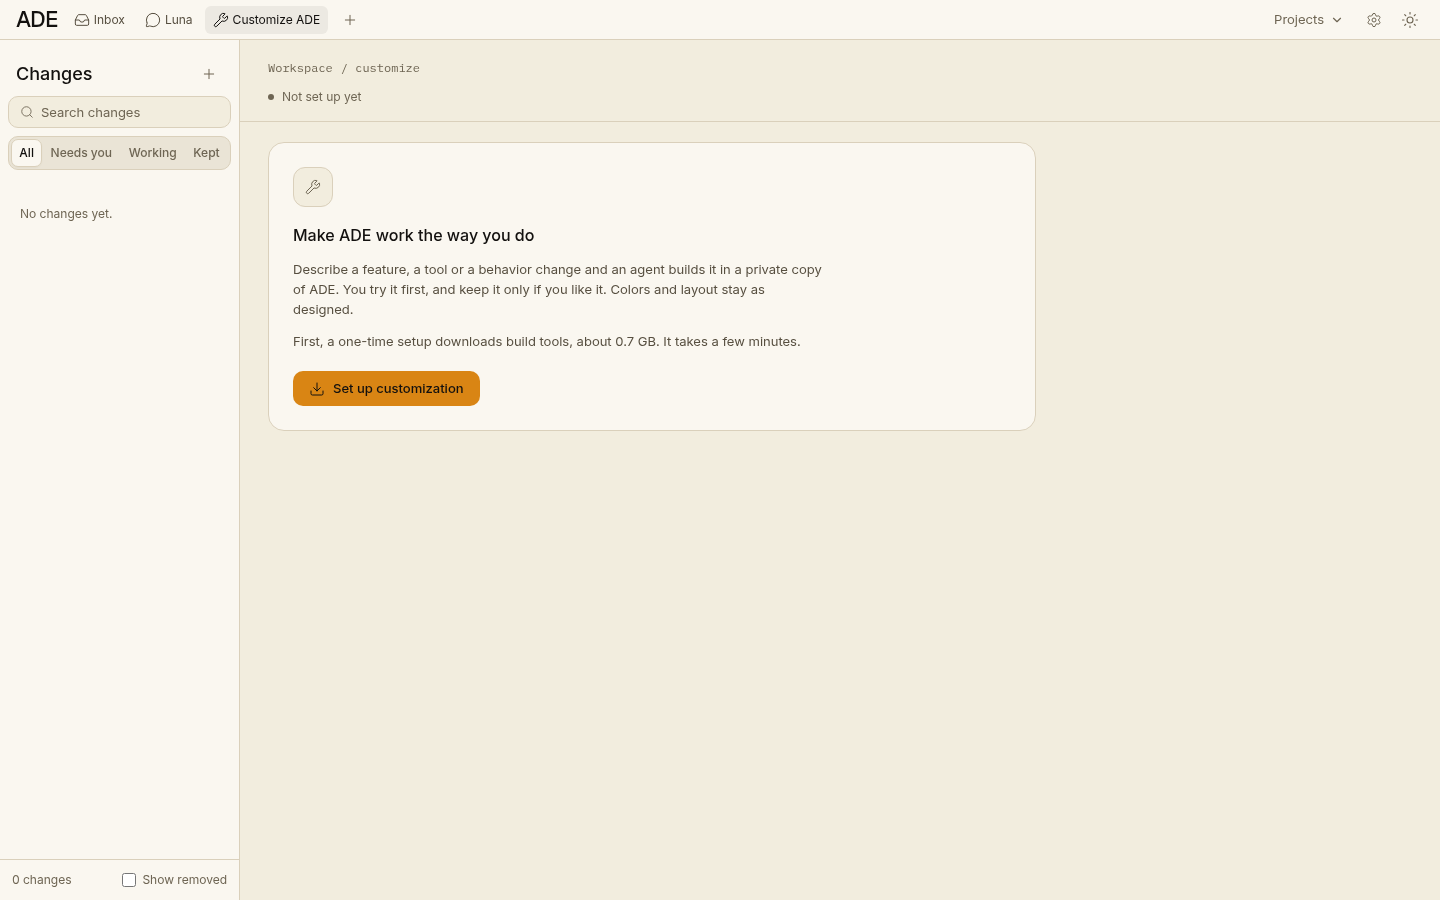 ADE
Inbox
Luna
Customize ADE
Projects
Changes
Search changes
All
Needs you
Working
Kept
No changes yet.
0 changes
Show removed
Workspace / customize
Not set up yet
Make ADE work the way you do
Describe a feature, a tool or a behavior change and an agent builds it in a private copy
of ADE. You try it first, and keep it only if you like it. Colors and layout stay as
designed.
First, a one-time setup downloads build tools, about 0.7 GB. It takes a few minutes.
Set up customization